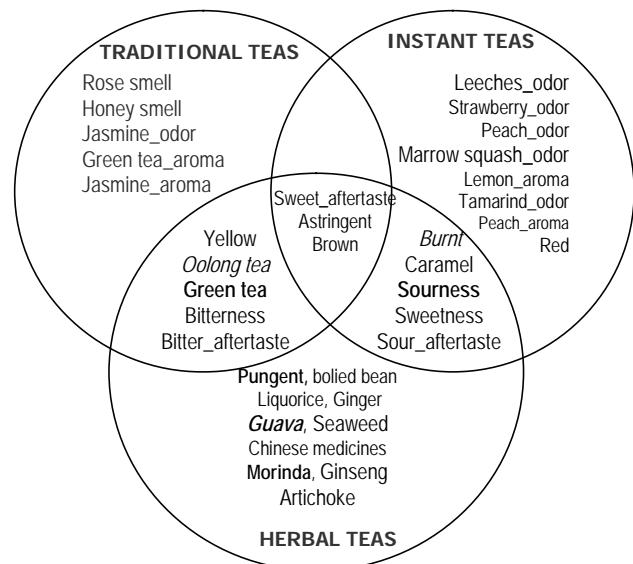 TRADITIONAL TEAS
Rose smell
Honey smell
Jasmine_odor
Green tea_aroma
Jasmine_aroma
INSTANT TEAS
Leeches_odor
Strawberry_odor
Peach_odor
Marrow squash_odor
Lemon_aroma
Tamarind_odor
Peach_aroma
Red
Sweet_aftertaste
Astringent
Brown
Yellow
Oolong tea
Green tea
Bitterness
Bitter_aftertaste
Burnt
Caramel
Sourness
Sweetness
Sour_aftertaste
Pungent, bolied bean
Liquorice, Ginger
Guava, Seaweed
Chinese medicines
Morinda, Ginseng
Artichoke
HERBAL TEAS